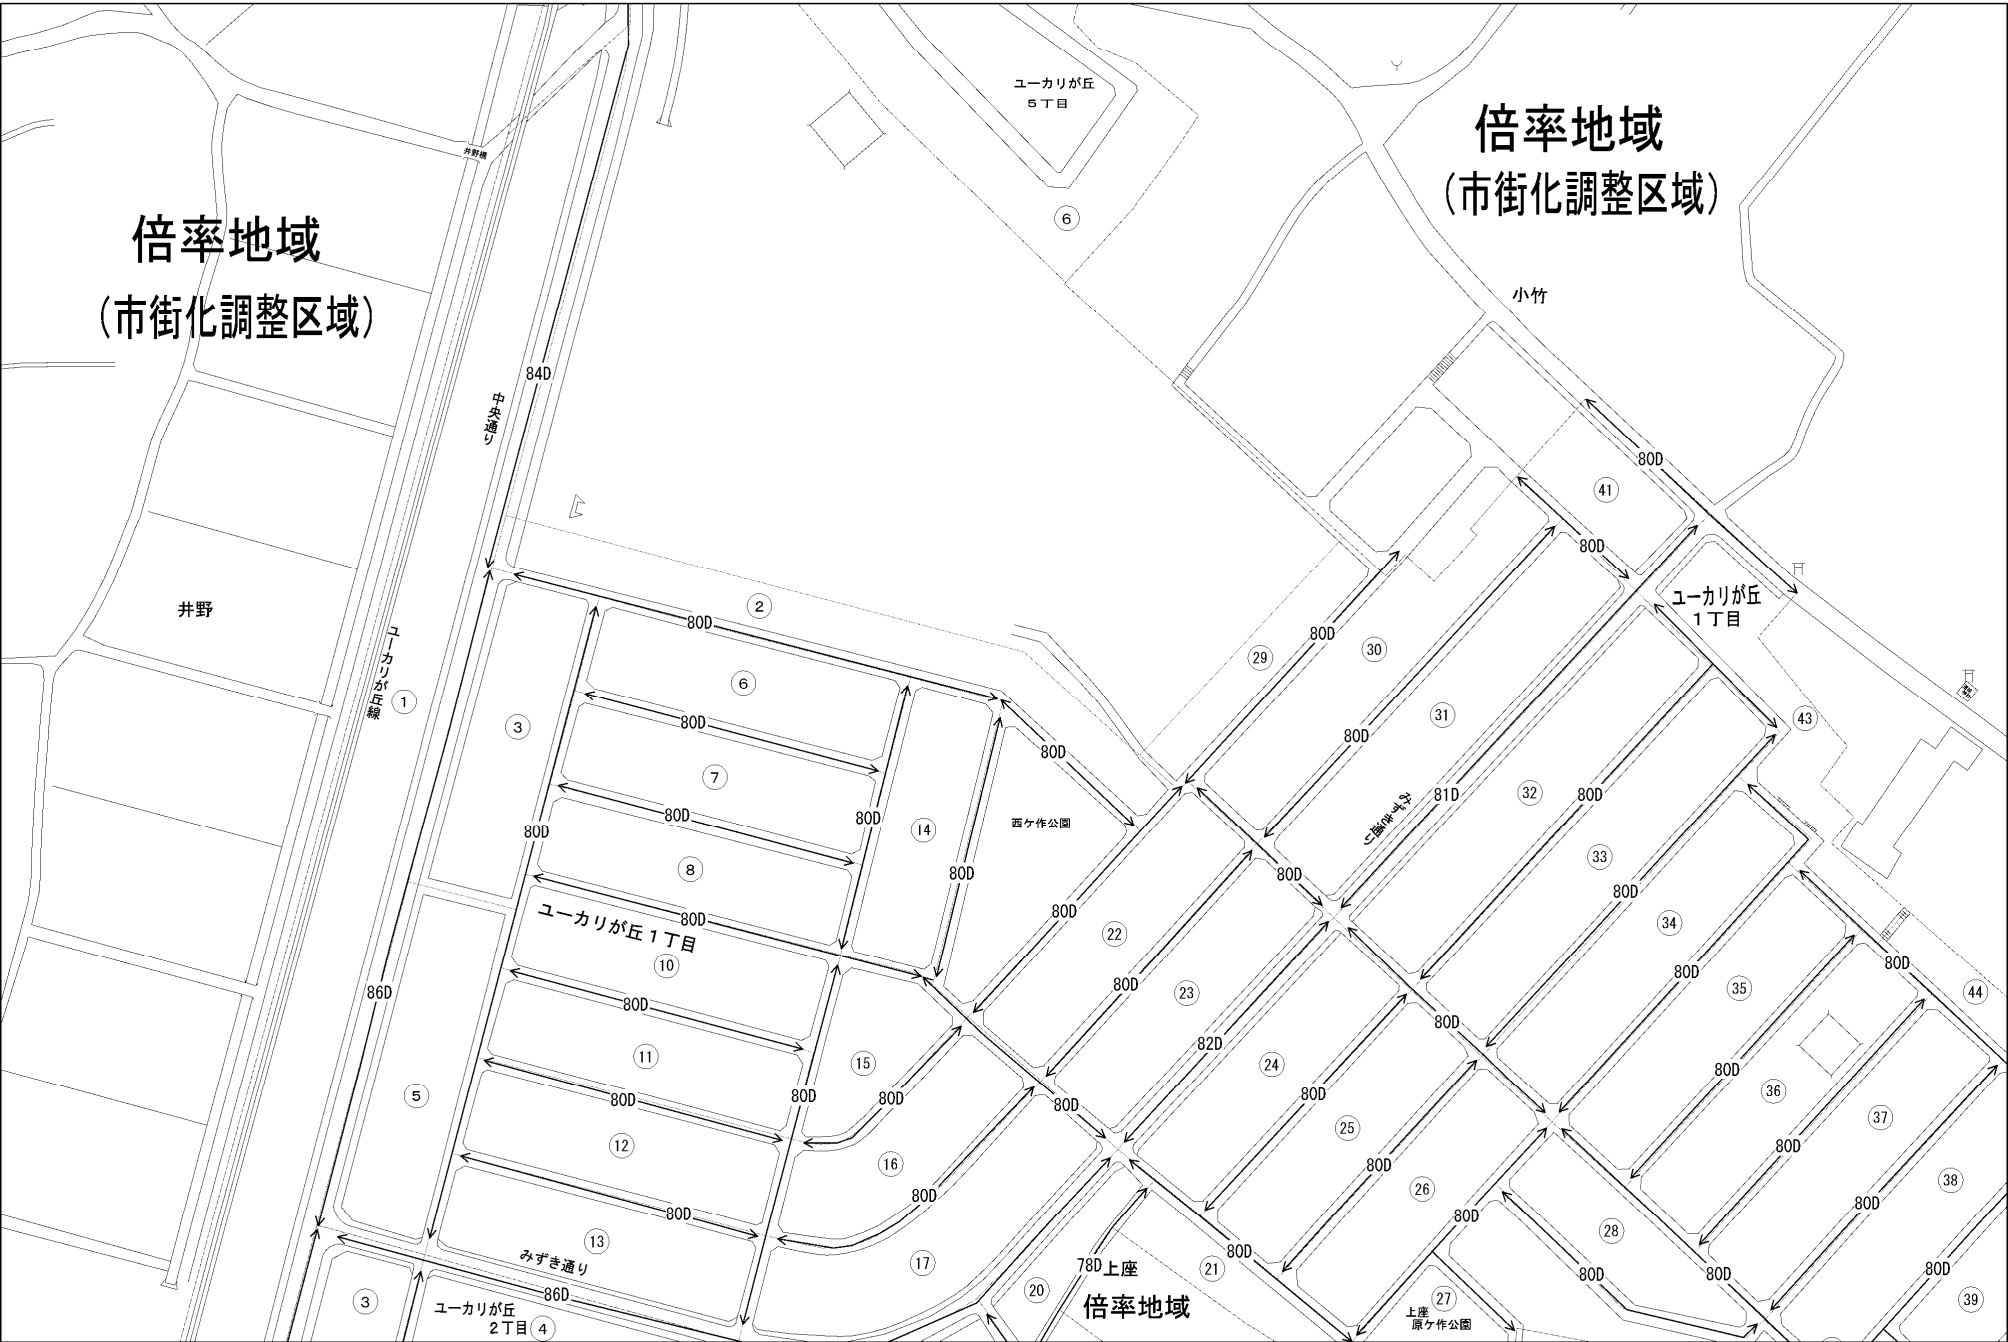 ユーカリが丘
5丁目
倍率地域
(市街化調整区域)
井野橋
⑥
倍率地域
(市街化調整区域)
小竹
84D
中央通り
80D
㊶
80D
ユーカリが丘
1丁目
井野
②
80D
80D
㉙
㉚
ユーカリが丘線
①
③
⑥
80D
80D
㉛
㊸
80D
⑦
80D
80D
80D
80D
⑭
西ケ作公園
81D
みずき通り
㉜
80D
⑧
80D
80D
㉝
80D
ユーカリが丘1丁目
80D
80D
㉒
㉞
⑩
80D
80D
㊹
86D
80D
80D
㉓
80D
80D
㉟
⑪
⑮
82D
㉔
⑤
80D
80D
80D
80D
80D
80D
㊱
㊲
⑫
⑯
㉕
80D
80D
80D
80D
80D
㉖
㊳
80D
⑬
みずき通り
⑰
78D
上座
80D
㉑
㉘
80D
80D
80D
③
86D
ユーカリが丘
2丁目
④
⑳
倍率地域
㉗
上座
原ケ作公園
㊴